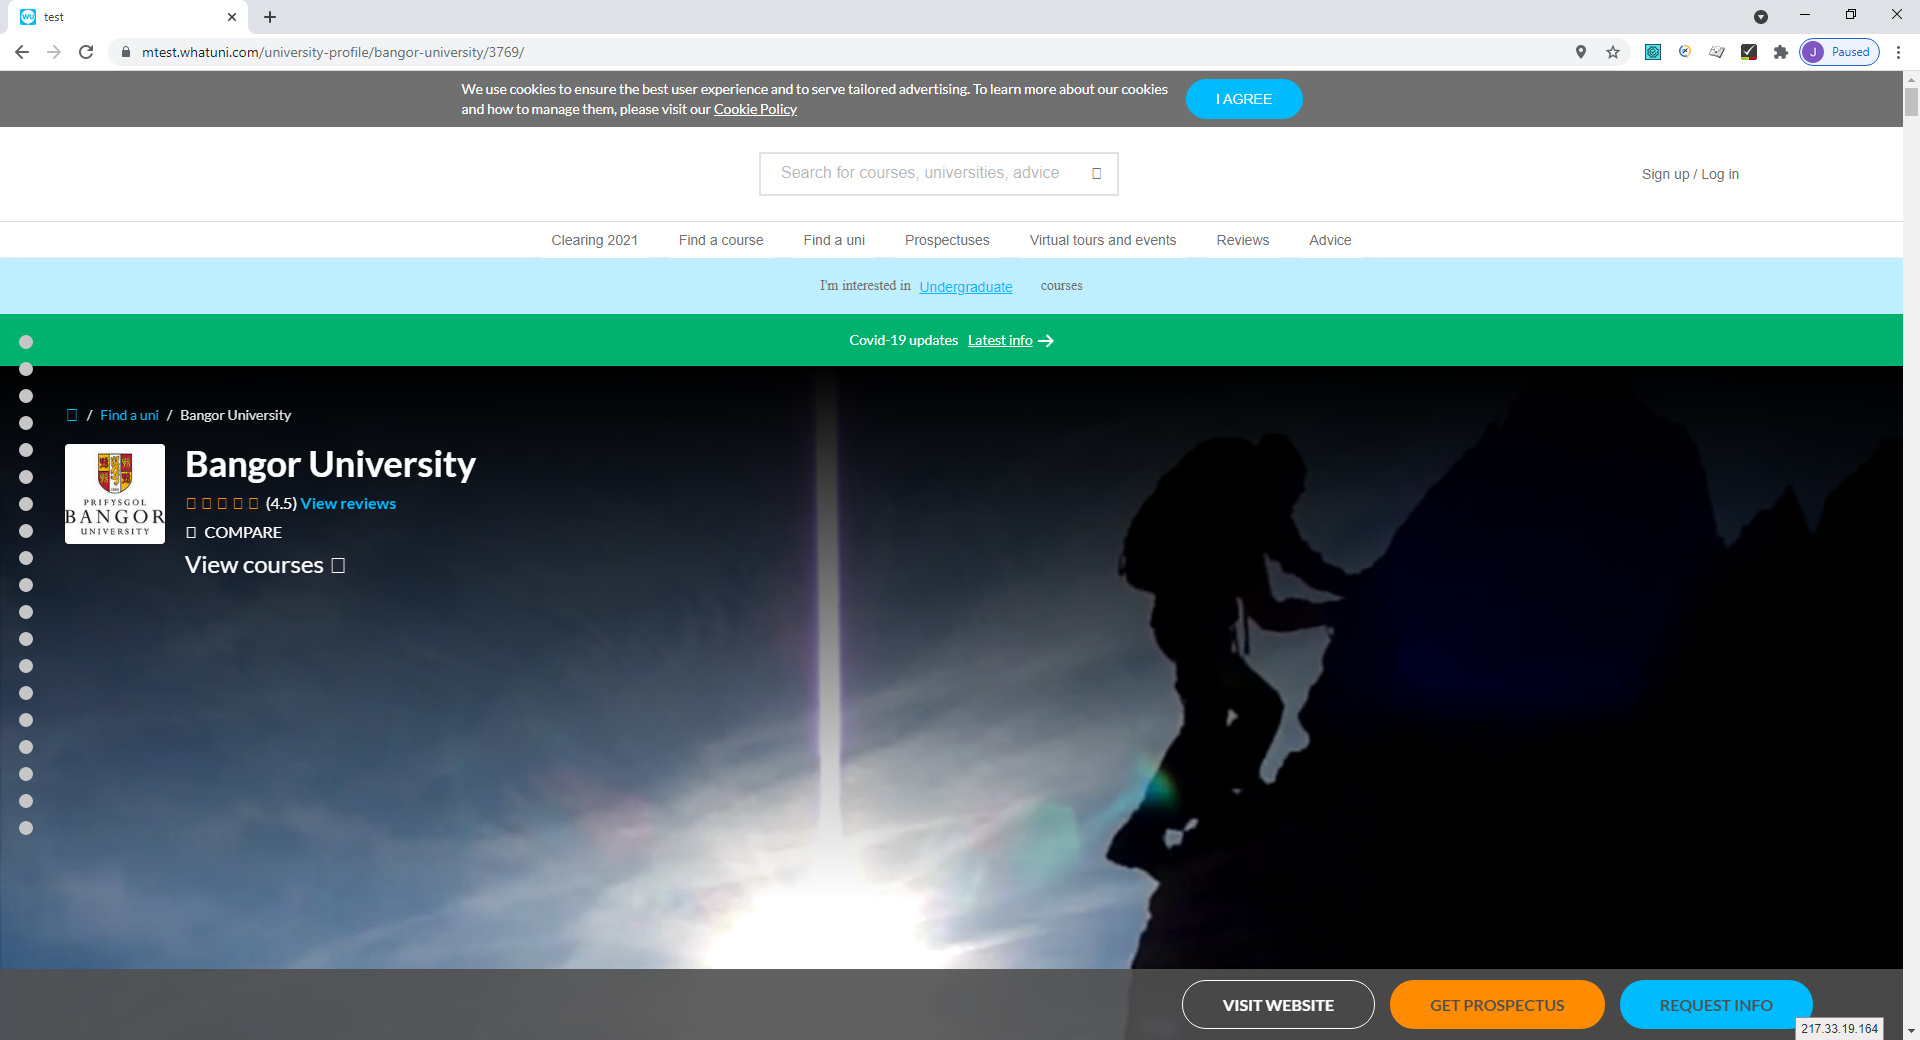 test
mtest.whatuni.com/university-profile/bangor-university/3769/
J Paused
We use cookies to ensure the best user experience and to serve tailored advertising. To learn more about our cookies
and how to manage them, please visit our Cookie Policy
I AGREE
Search for courses, universities, advice
Sign up / Log in
Clearing 2021 Find a course Find a uni Prospectuses Virtual tours and events Reviews Advice
I'm interested in Undergraduate courses
Covid-19 updates Latest info
/ Find a uni / Bangor University
PRIFYSGOL
BANGOR
UNIVERSITY
Bangor University
(4.5) View reviews
COMPARE
View courses
VISIT WEBSITE GET PROSPECTUS REQUEST INFO
217.33.19.164